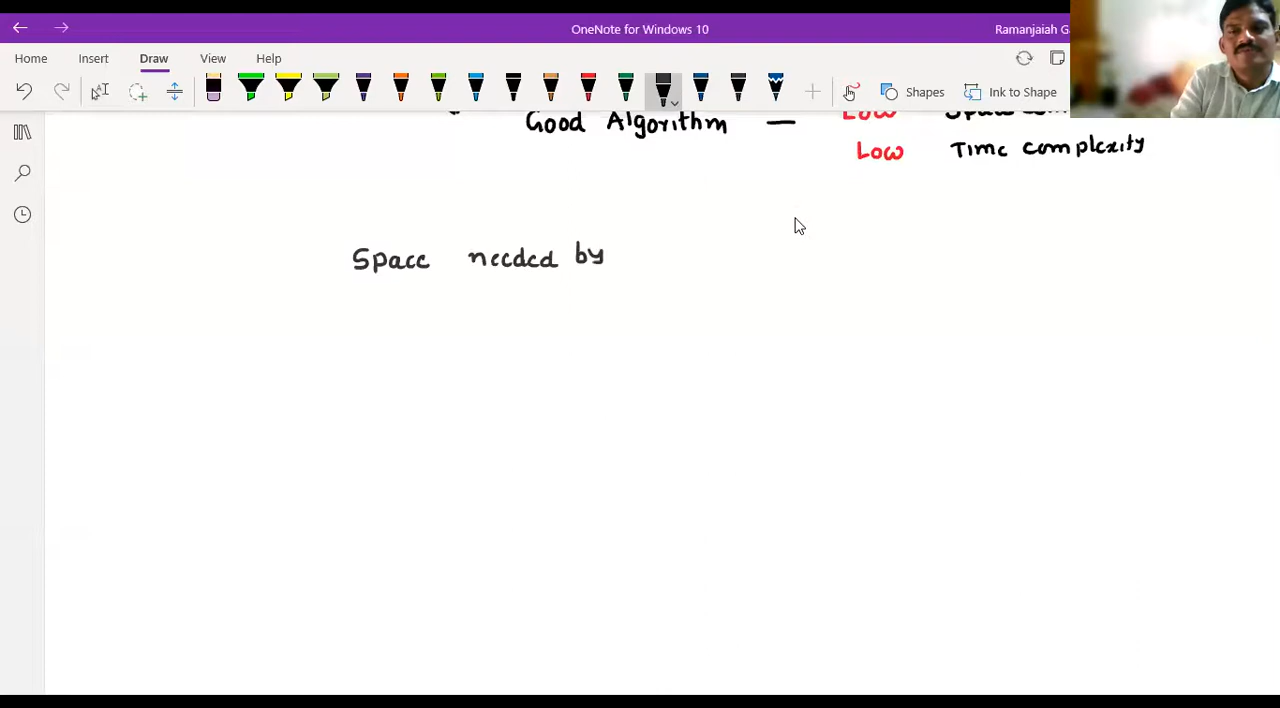 OneNote for Windows 10
Ramanjaiah G
Home Insert Draw View Help
Shapes Ink to Shape
Low
Good Algorithm —
Low Time complexity
Space needed by